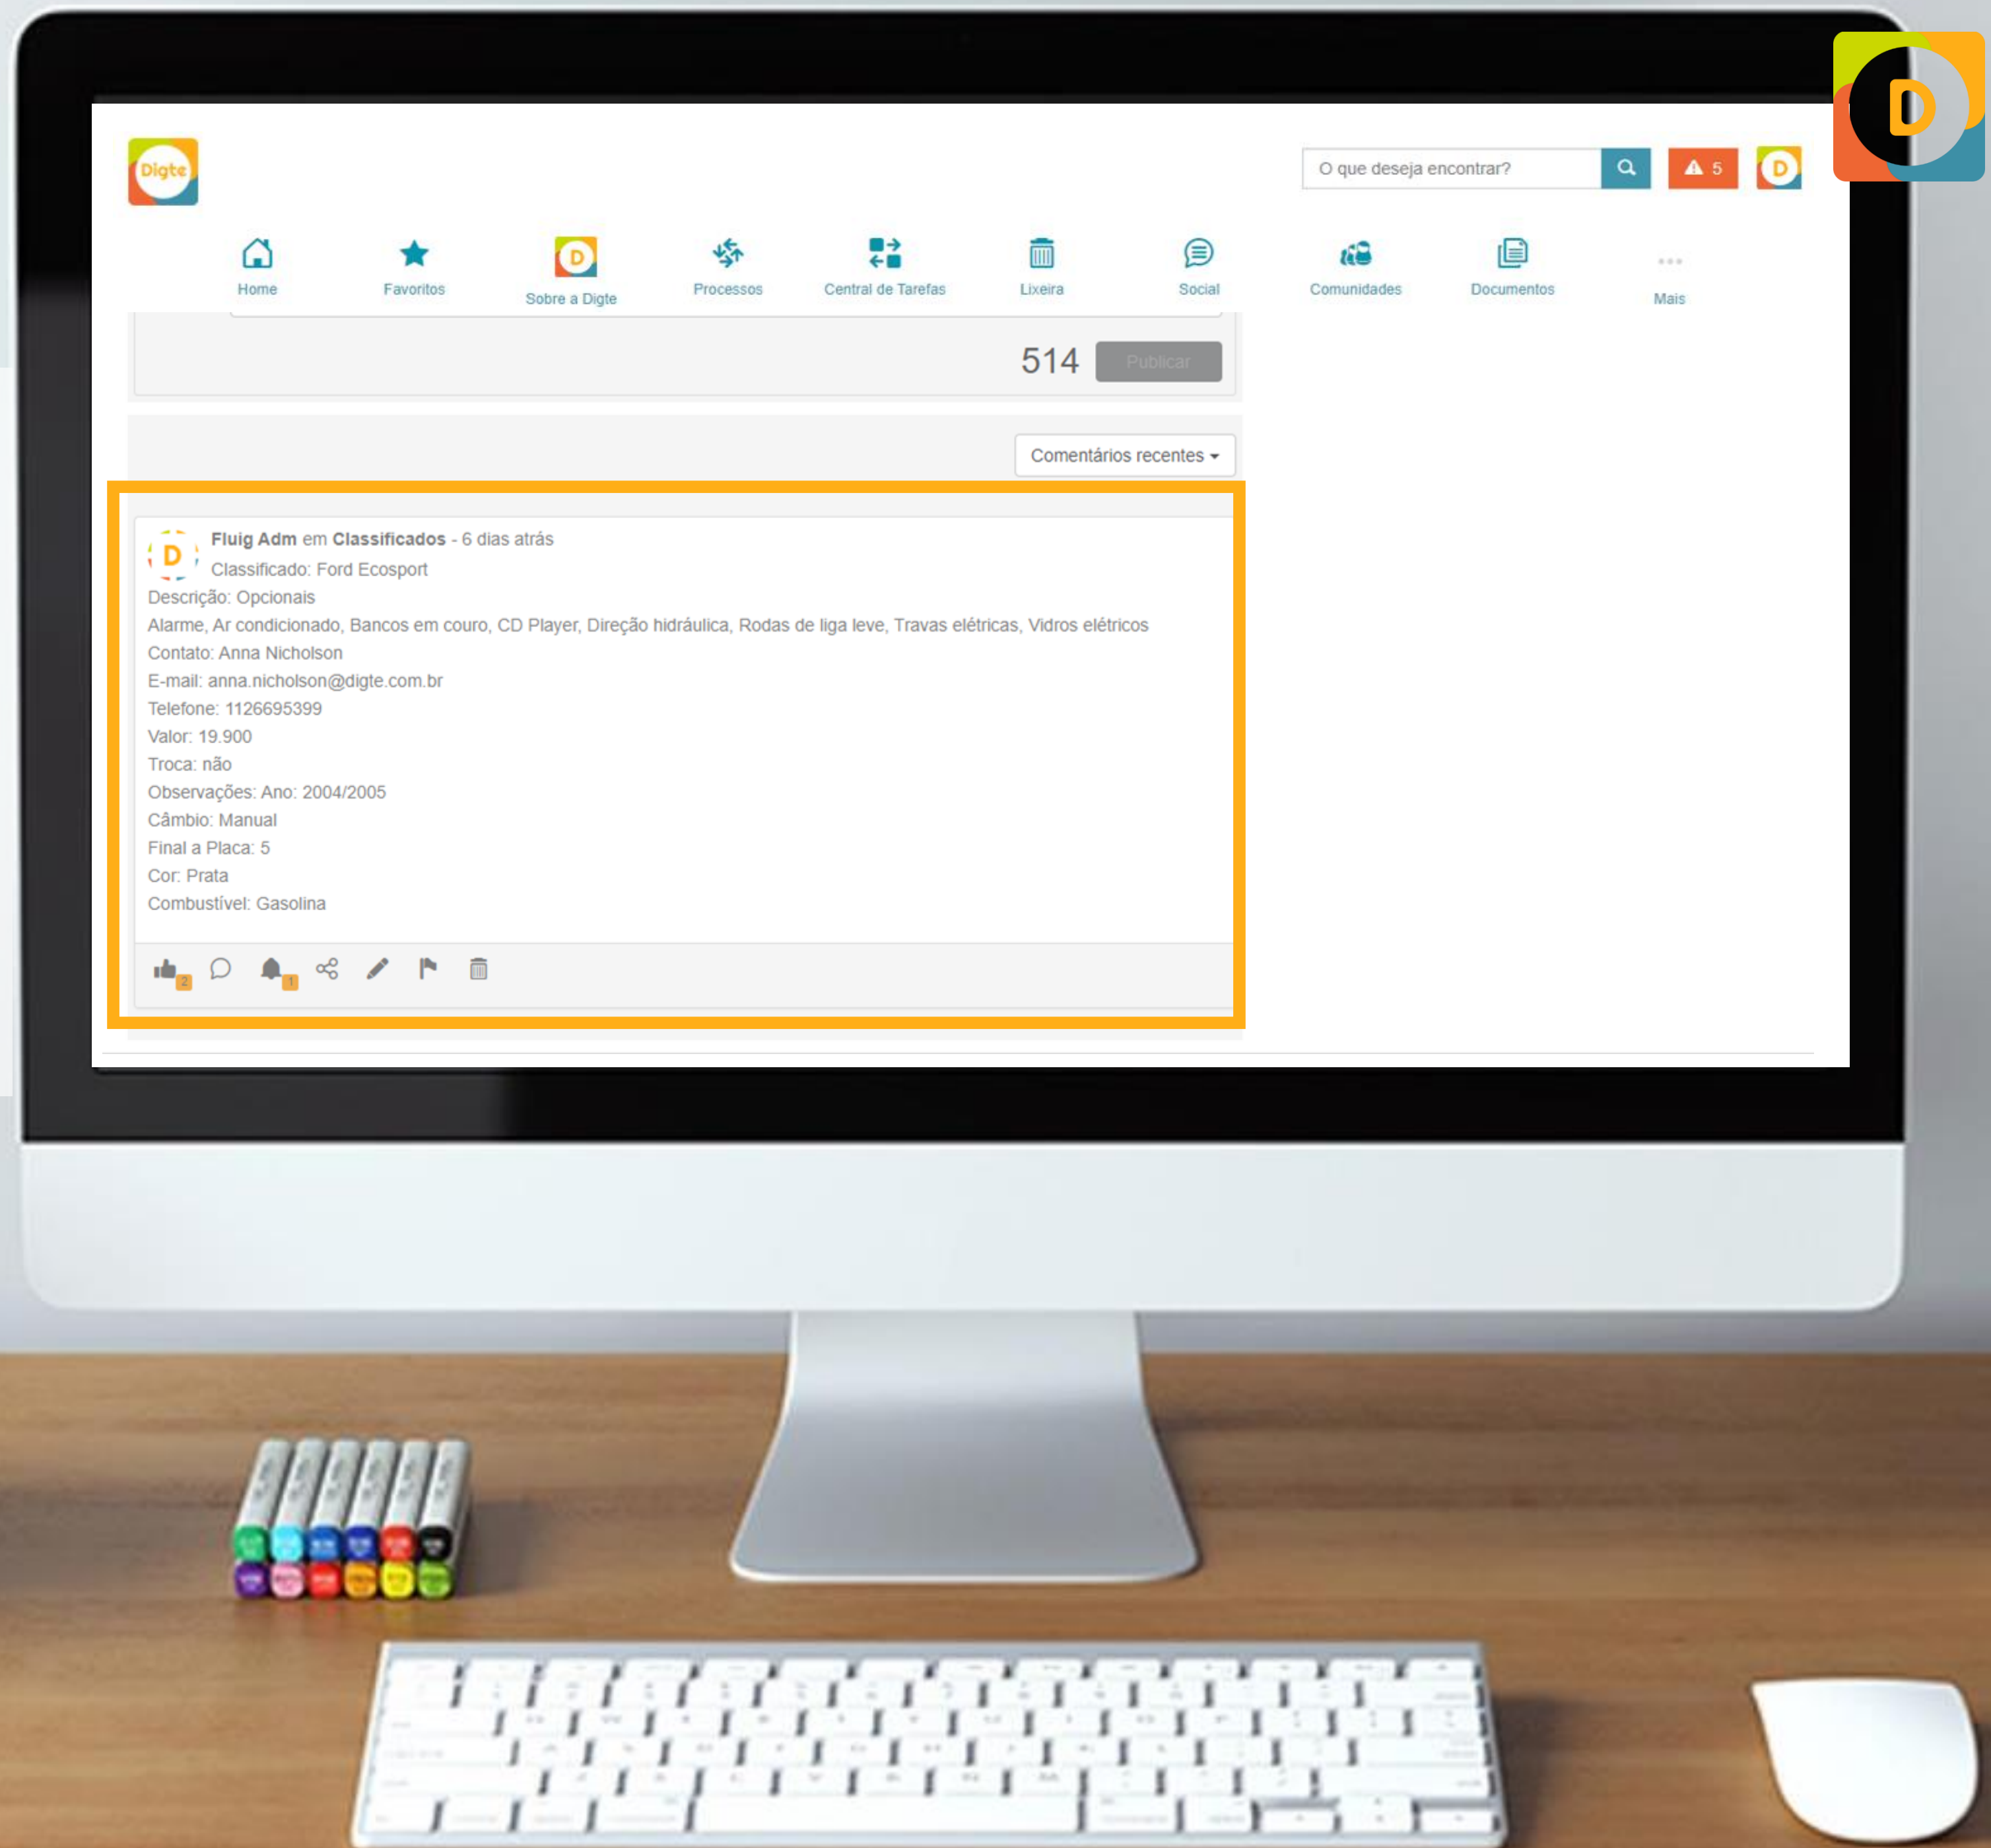 D
Digte
O que deseja encontrar?
5
D
Home
Favoritos
D
Sobre a Digte
Processos
Central de Tarefas
Lixeira
Social
Comunidades
Documentos
Mais
514
Publicar
Comentários recentes
D
Fluig Adm em Classificados - 6 dias atrás
Classificado: Ford Ecosport
Descrição: Opcionais
Alarme, Ar condicionado, Bancos em couro, CD Player, Direção hidráulica, Rodas de liga leve, Travas elétricas, Vidros elétricos
Contato: Anna Nicholson
E-mail: anna.nicholson@digte.com.br
Telefone: 1126695399
Valor: 19.900
Troca: não
Observações: Ano: 2004/2005
Câmbio: Manual
Final a Placa: 5
Cor: Prata
Combustível: Gasolina
2
1